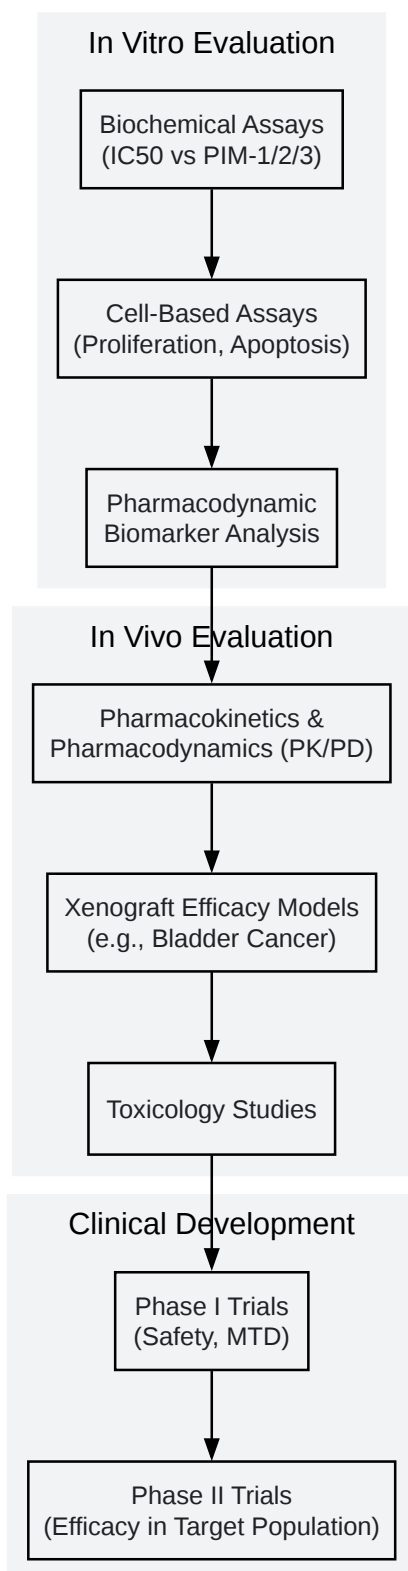 In Vitro Evaluation
Biochemical Assays
(IC50 vs PIM-1/2/3)
Cell-Based Assays
(Proliferation, Apoptosis)
Pharmacodynamic
Biomarker Analysis
In Vivo Evaluation
Pharmacokinetics &
Pharmacodynamics (PK/PD)
Xenograft Efficacy Models
(e.g., Bladder Cancer)
Toxicology Studies
Clinical Development
Phase I Trials
(Safety, MTD)
Phase II Trials
(Efficacy in Target Population)